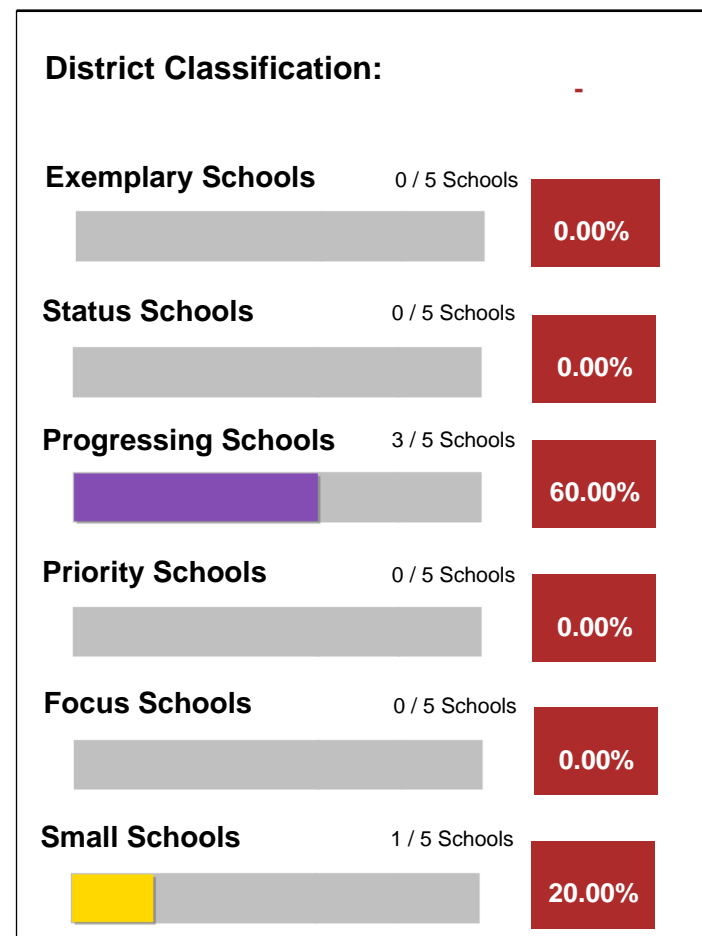 District Classification:
-
Exemplary Schools 0 / 5 Schools
0.00%
Status Schools 0 / 5 Schools
0.00%
Progressing Schools 3 / 5 Schools
60.00%
Priority Schools 0 / 5 Schools
0.00%
Focus Schools 0 / 5 Schools
0.00%
Small Schools 1 / 5 Schools
20.00%